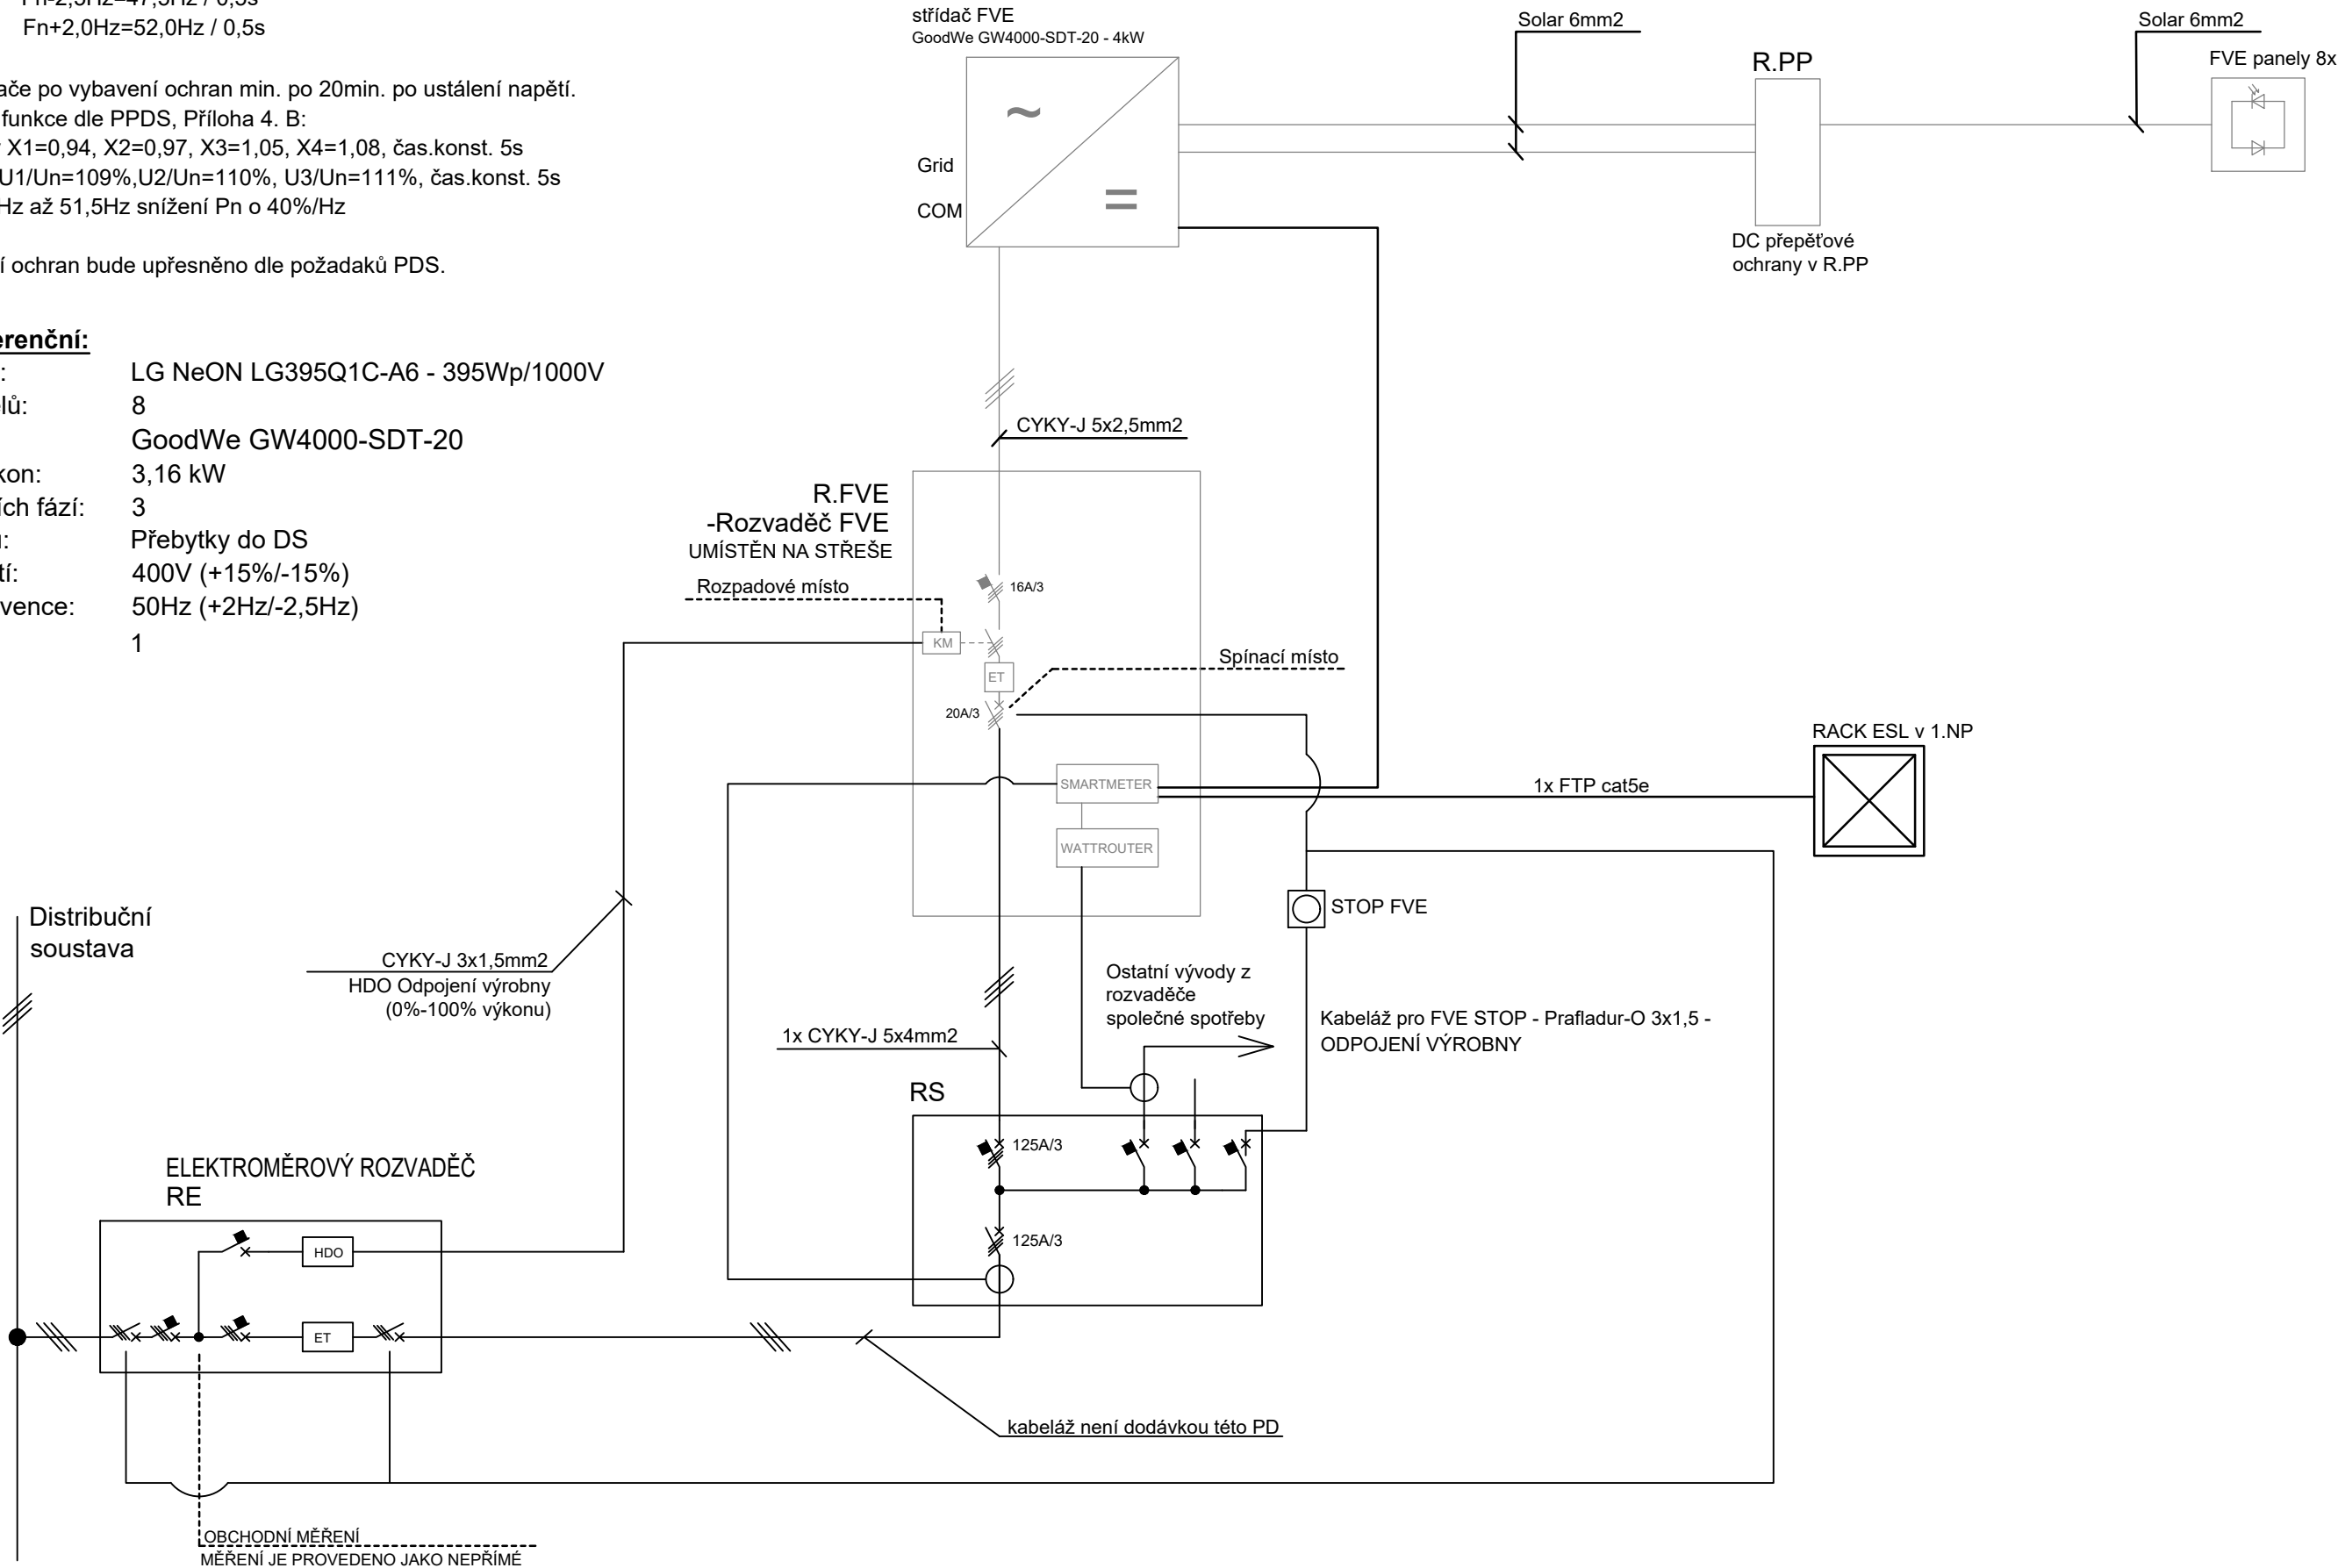 Fn-2,5Hz=47,5Hz / 0,5s
Fn+2,0Hz=52,0Hz / 0,5s
po vybavení ochran min. po 20min. po ustálení napětí.
funkce dle PPDS, Příloha 4. B:
X1=0,94, X2=0,97, X3=1,05, X4=1,08, čas.konst. 5s
U1/Un=109%,U2/Un=110%, U3/Un=111%, čas.konst. 5s
až 51,5Hz snížení Pn o 40%/Hz
ochran bude upřesněno dle požadaků PDS.
LG NeON LG395Q1C-A6 - 395Wp/1000V
8
GoodWe GW4000-SDT-20
3,16 kW
fází: 3
Přebytky do DS
400V (+15%/-15%)
50Hz (+2Hz/-2,5Hz)
1
střídač FVE
GoodWe GW4000-SDT-20 - 4kW
~
=
Grid
COM
Solar 6mm2
R.PP
DC přepěťové
ochrany v R.PP
Solar 6mm2
FVE panely 8x
CYKY-J 5x2,5mm2
R.FVE
-Rozvaděč FVE
UMÍSTĚN NA STŘEŠE
Rozpadové místo
16A/3
KM
ET
Spínací místo
20A/3
SMARTMETER
WATTROUTER
1x FTP cat5e
RACK ESL v 1.NP
STOP FVE
Distribuční
soustava
CYKY-J 3x1,5mm2
HDO Odpojení výrobny
(0%-100% výkonu)
1x CYKY-J 5x4mm2
Ostatní vývody z
rozvaděče
společné spotřeby
Kabeláž pro FVE STOP - Prafladur-O 3x1,5 -
ODPOJENÍ VÝROBNY
RS
125A/3
125A/3
ELEKTROMĚROVÝ ROZVADĚČ
RE
HDO
ET
kabeláž není dodávkou této PD
OBCHODNÍ MĚŘENÍ
MĚŘENÍ JE PROVEDENO JAKO NEPŘÍMÉ